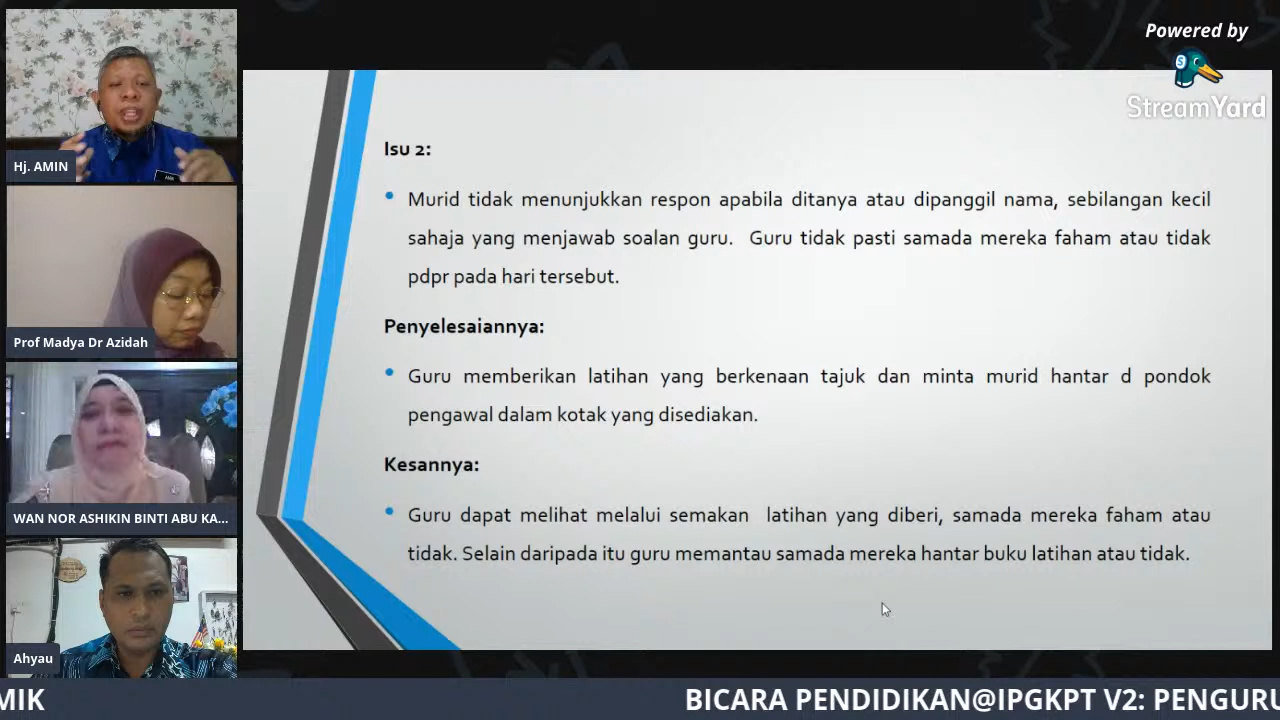 Powered by
StreamYard
Hj. AMIN
Prof Madya Dr Azidah
WAN NOR ASHIKIN BINTI ABU KA...
Ahyau
Isu 2:
Murid tidak menunjukkan respon apabila ditanya atau dipanggil nama, sebilangan kecil
sahaja yang menjawab soalan guru. Guru tidak pasti samada mereka faham atau tidak
pdpr pada hari tersebut.
Penyelesaiannya:
Guru memberikan latihan yang berkenaan tajuk dan minta murid hantar d pondok
pengawal dalam kotak yang disediakan.
Kesannya:
Guru dapat melihat melalui semakan latihan yang diberi, samada mereka faham atau
tidak. Selain daripada itu guru memantau samada mereka hantar buku latihan atau tidak.
MIK BICARA PENDIDIKAN@IPGKPT V2: PENGURU